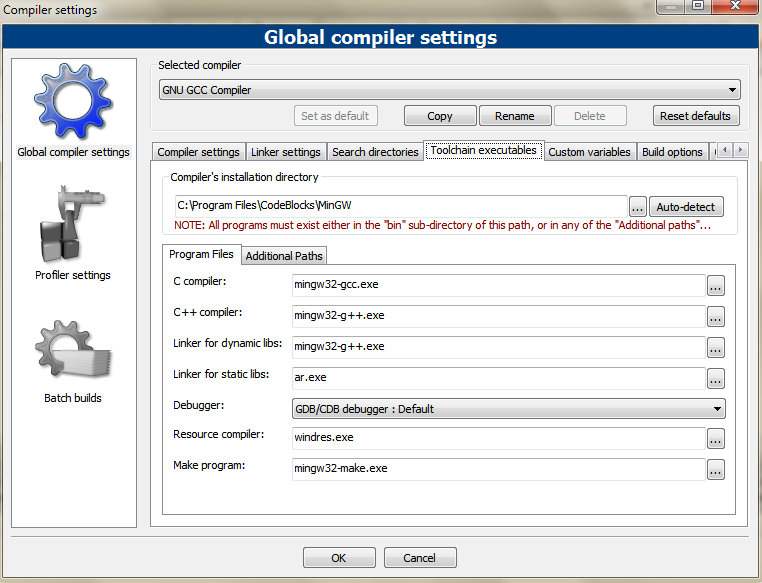 Compiler settings
Global compiler settings
Global compiler settings
Profiler settings
Batch builds
Selected compiler
GNU GCC Compiler
Set as default Copy Rename Delete Reset defaults
Compiler settings Linker settings Search directories Toolchain executables Custom variables Build options
Compiler's installation directory
C:\Program Files\CodeBlocks\MinGW ... Auto-detect
NOTE: All programs must exist either in the "bin" sub-directory of this path, or in any of the "Additional paths"...
Program Files Additional Paths
C compiler: mingw32-gcc.exe ...
C++ compiler: mingw32-g++.exe ...
Linker for dynamic libs: mingw32-g++.exe ...
Linker for static libs: ar.exe ...
Debugger: GDB/CDB debugger : Default
Resource compiler: windres.exe ...
Make program: mingw32-make.exe ...
OK Cancel